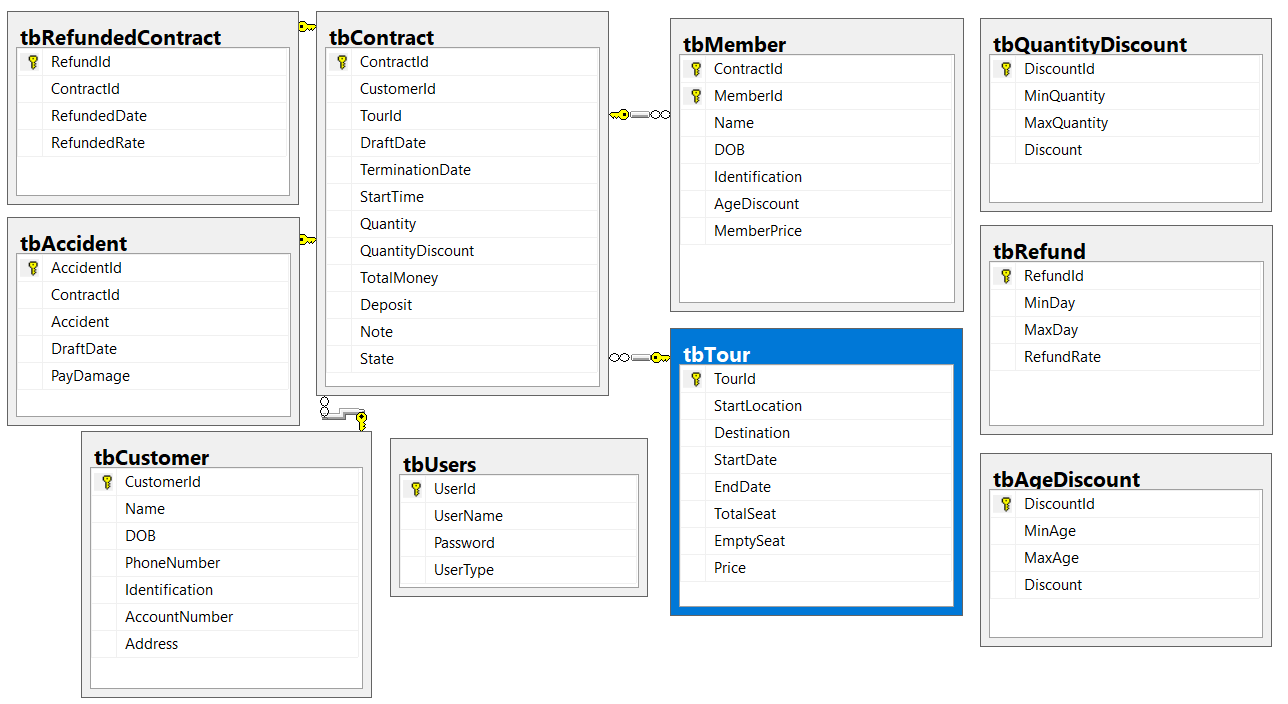 tbRefundedContract
RefundId
ContractId
RefundedDate
RefundedRate
tbContract
ContractId
CustomerId
TourId
DraftDate
TerminationDate
StartTime
Quantity
QuantityDiscount
TotalMoney
Deposit
Note
State
tbMember
ContractId
MemberId
Name
DOB
Identification
AgeDiscount
MemberPrice
tbQuantityDiscount
DiscountId
MinQuantity
MaxQuantity
Discount
tbAccident
AccidentId
ContractId
Accident
DraftDate
PayDamage
tbRefund
RefundId
MinDay
MaxDay
RefundRate
tbTour
TourId
StartLocation
Destination
StartDate
EndDate
TotalSeat
EmptySeat
Price
tbCustomer
CustomerId
Name
DOB
PhoneNumber
Identification
AccountNumber
Address
tbUsers
UserId
UserName
Password
UserType
tbAgeDiscount
DiscountId
MinAge
MaxAge
Discount